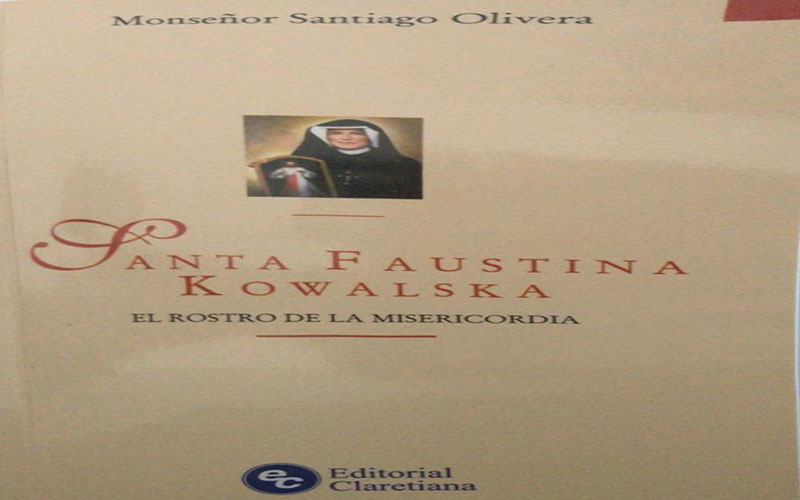 Monseñor Santiago Olivera
SANTA FAUSTINA
KOWALSKA
EL ROSTRO DE LA MISERICORDIA
ec Editorial
Claretiana